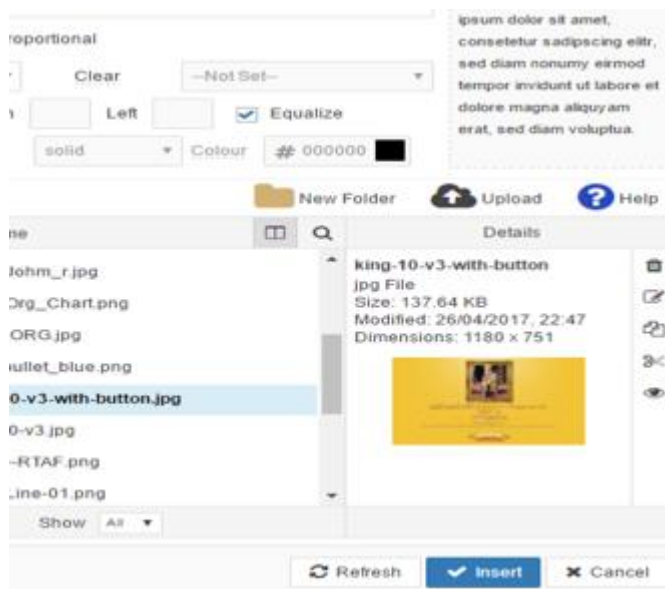 ipsum dolor sit amet,
consetetur sadipscing elitr,
sed diam nonumy eirmod
tempor invidunt ut labore et
dolore magna aliquyam
erat, sed diam voluptua.
roportional
Clear --Not Set--
Left Equalize
solid Colour # 000000
New Folder Upload Help
me Details
Johm_r.jpg
Org_Chart.png
ORG.jpg
ullet_blue.png
0-v3-with-button.jpg
0-v3.jpg
-RTAF.png
Line-01.png
king-10-v3-with-button
jpg File
Size: 137.64 KB
Modified: 26/04/2017, 22:47
Dimensions: 1180 × 751
Show All
Refresh Insert Cancel